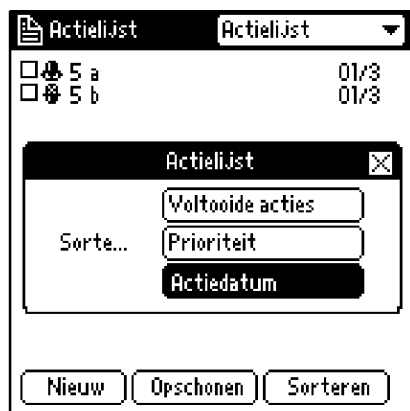 Actielijst Actielijst
5 a 01/3
5 b 01/3
Actielijst
Voltooide acties
Sorte... Prioriteit
Actiedatum
Nieuw Opschonen Sorteren